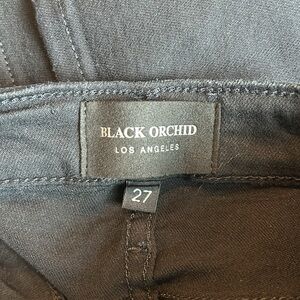 BLACK ORCHID
LOS ANGELES
27